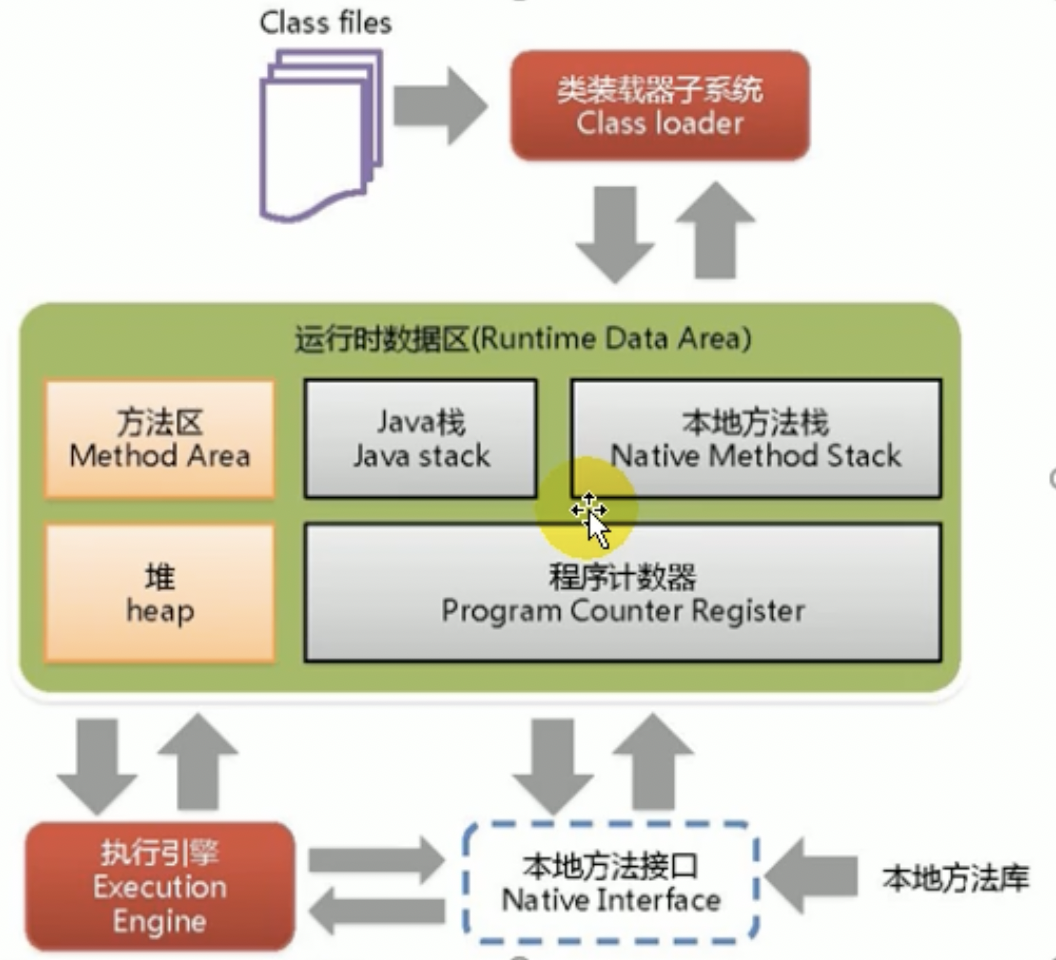 Class files
类装载器子系统
Class loader
运行时数据区(Runtime Data Area)
方法区
Method Area
Java栈
Java stack
本地方法栈
Native Method Stack
堆
heap
程序计数器
Program Counter Register
执行引擎
Execution
Engine
本地方法接口
Native Interface
本地方法库